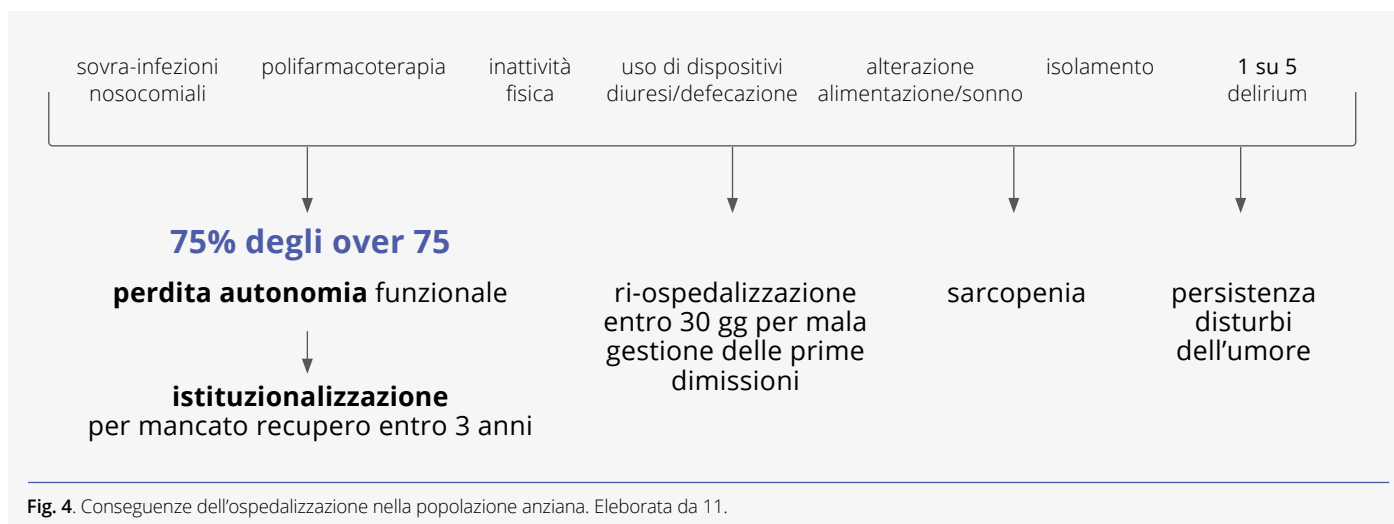 sovra-infezioni
nosocomiali
polifarmacoterapia
inattività
fisica
uso di dispositivi
diuresi/defecazione
alterazione
alimentazione/sonno
isolamento
1 su 5
delirium
75% degli over 75
perdita autonomia funzionale
istituzionalizzazione
per mancato recupero entro 3 anni
ri-ospedalizzazione
entro 30 gg per mala
gestione delle prime
dimissioni
sarcopenia
persistenza
disturbi
dell'umore
Fig. 4. Conseguenze dell'ospedalizzazione nella popolazione anziana. Eleborata da 11.